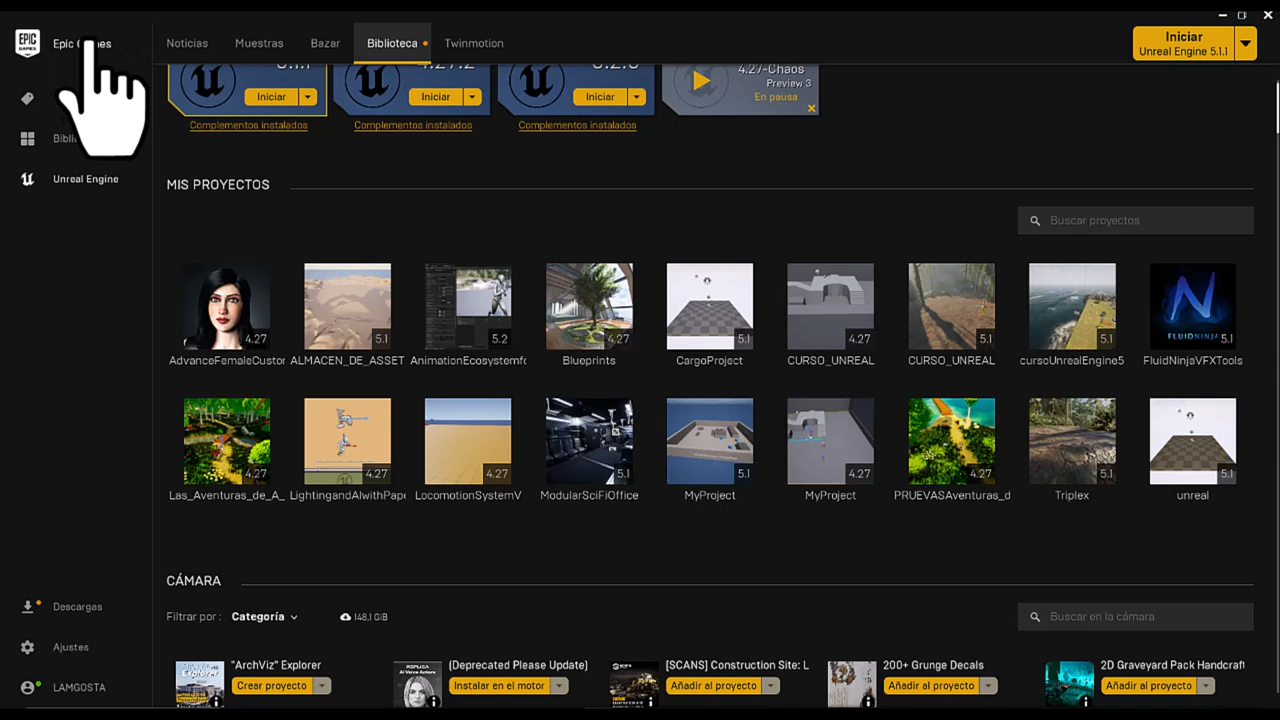 EPIC GAMES
Epic Games
Noticias
Muestras
Bazar
Biblioteca
Twinmotion
Iniciar
Unreal Engine 5.1.1
Iniciar
Complementos instalados
Iniciar
Complementos instalados
Iniciar
Complementos instalados
4.27-Chaos
Preview 3
En pausa
Unreal Engine
MIS PROYECTOS
Buscar proyectos
4.27
5.1
5.2
4.27
5.1
4.27
5.1
5.1
FLUIDNINJA
5.1
AdvanceFemaleCustor
ALMACEN_DE_ASSET
AnimationEcosystemfc
Blueprints
CargoProject
CURSO_UNREAL
CURSO_UNREAL
cursoUnrealEngine5
FluidNinjaVFXTools
4.27
4.27
4.27
5.1
5.1
4.27
4.27
5.1
5.1
Las_Aventuras_de_A_
LightingandAIwithPape
LocomotionSystemV
ModularSciFiOffice
MyProject
MyProject
PRUEVASAventuras_d
Triplex
unreal
CÁMARA
Filtrar por :
Categoría
148,1 GiB
Buscar en la cámara
"ArchViz" Explorer
Crear proyecto
(Deprecated Please Update)
Instalar en el motor
[SCANS] Construction Site: L
Añadir al proyecto
200+ Grunge Decals
Añadir al proyecto
2D Graveyard Pack Handcraft
Añadir al proyecto
Descargas
Ajustes
LAMGOSTA